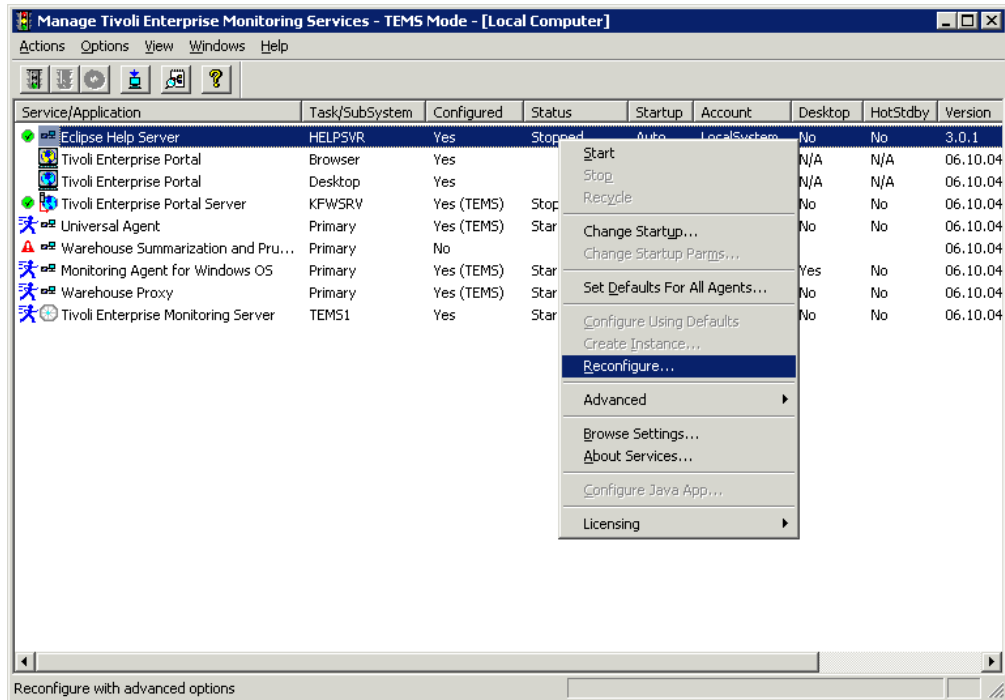 Manage Tivoli Enterprise Monitoring Services - TEMS Mode - [Local Computer]
Actions Options View Windows Help
Service/Application Task/SubSystem Configured Status Startup Account Desktop HotStdby Version
Eclipse Help Server HELPSVR Yes Stopped Auto LocalSystem No No 3.0.1
Tivoli Enterprise Portal Browser Yes N/A N/A 06.10.04
Tivoli Enterprise Portal Desktop Yes N/A N/A 06.10.04
Tivoli Enterprise Portal Server KFWSRV Yes (TEMS) Stop No No 06.10.04
Universal Agent Primary Yes (TEMS) Star No No 06.10.04
Warehouse Summarization and Pru... Primary No 06.10.04
Monitoring Agent for Windows OS Primary Yes (TEMS) Star Yes No 06.10.04
Warehouse Proxy Primary Yes (TEMS) Star No No 06.10.04
Tivoli Enterprise Monitoring Server TEMS1 Yes Star No No 06.10.04
Start
Stop
Recycle
Change Startup...
Change Startup Parms...
Set Defaults For All Agents...
Configure Using Defaults
Create Instance...
Reconfigure...
Advanced
Browse Settings...
About Services...
Configure Java App...
Licensing
Reconfigure with advanced options